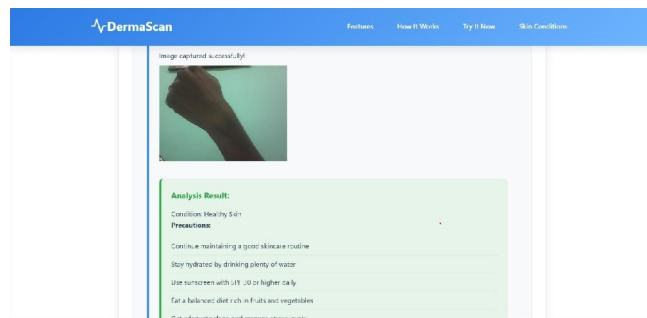 DermaScan
Features How It Works Try It Now Skin Conditions
Image captured successfully!
Analysis Result:
Condition: Healthy Skin
Precautions:
Continue maintaining a good skincare routine
Stay hydrated by drinking plenty of water
Use sunscreen with SPF 30 or higher daily
Eat a balanced diet rich in fruits and vegetables